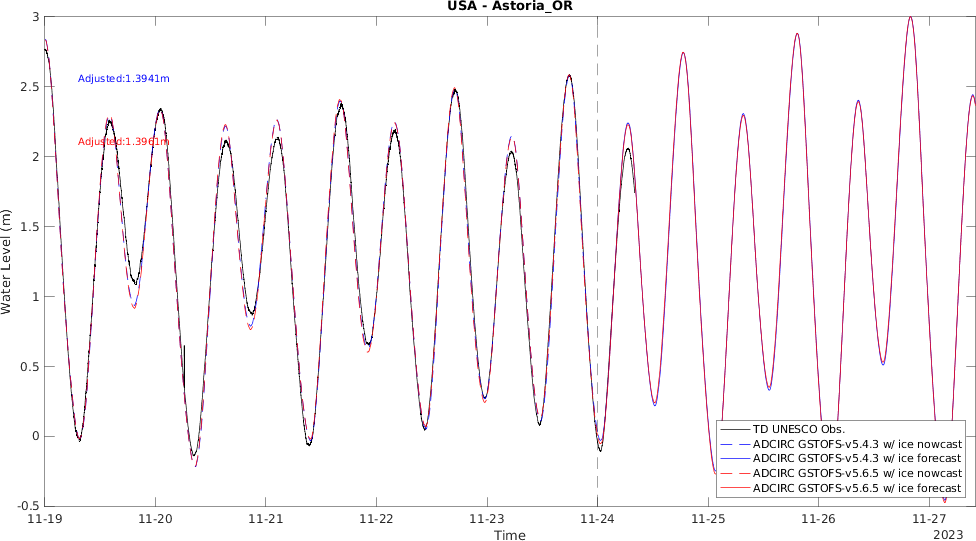 USA - Astoria_OR
3
2.5
2
1.5
1
0.5
0
-0.5
Water Level (m)
Adjusted:1.3941m
Adjusted:1.3961m
TD UNESCO Obs.
ADCIRC GSTOFS-v5.4.3 w/ ice nowcast
ADCIRC GSTOFS-v5.4.3 w/ ice forecast
ADCIRC GSTOFS-v5.6.5 w/ ice nowcast
ADCIRC GSTOFS-v5.6.5 w/ ice forecast
11-19 11-20 11-21 11-22 11-23 11-24 11-25 11-26 11-27
Time
2023